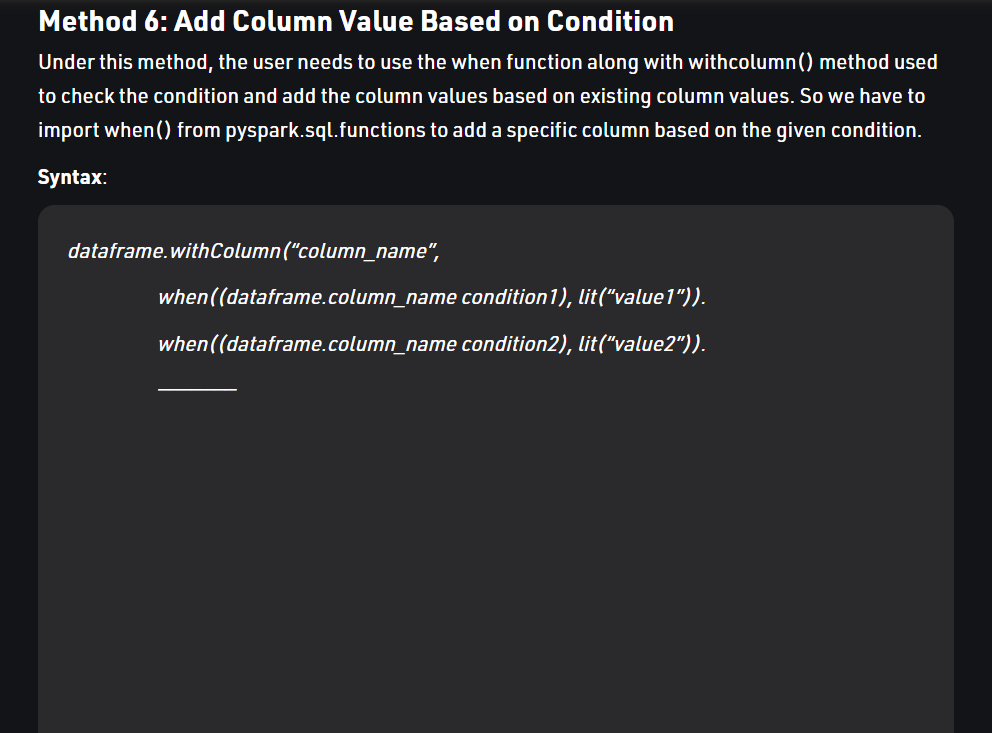 Method 6: Add Column Value Based on Condition
Under this method, the user needs to use the when function along with withcolumn() method used
to check the condition and add the column values based on existing column values. So we have to
import when() from pyspark.sql.functions to add a specific column based on the given condition.
Syntax:
dataframe.withColumn(“column_name”,
when((dataframe.column_name condition1), lit(“value1”)).
when((dataframe.column_name condition2), lit(“value2”)).
________